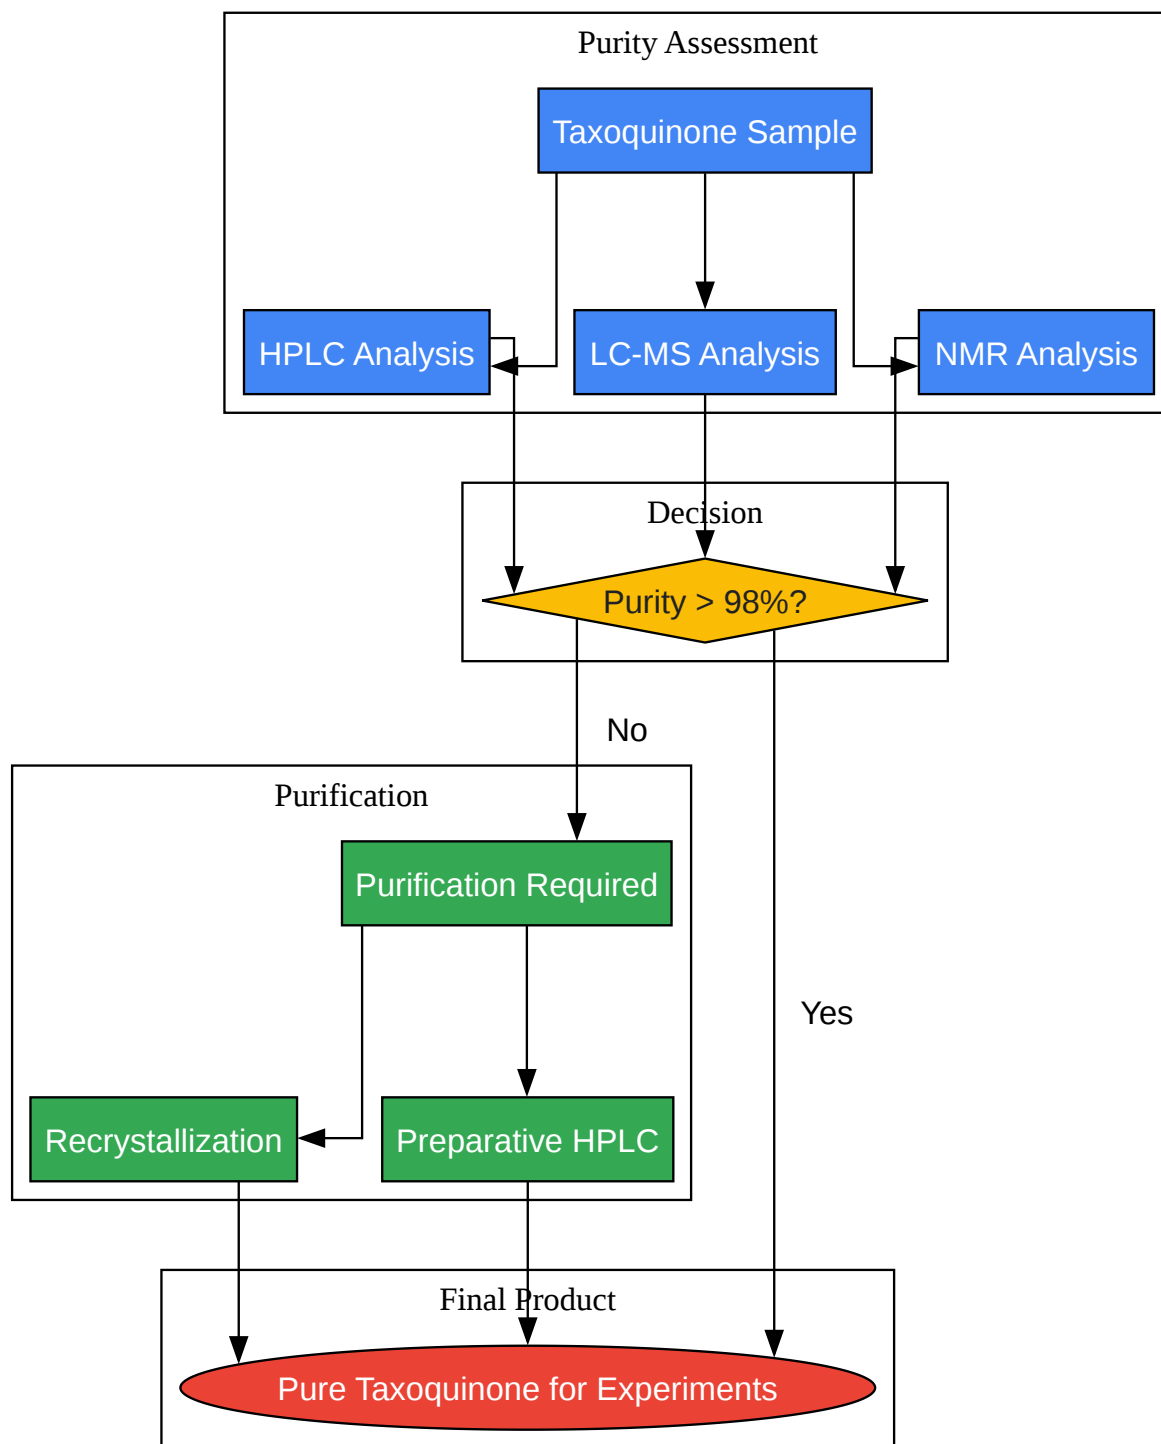 Purity Assessment
Taxoquinone Sample
HPLC Analysis
LC-MS Analysis
NMR Analysis
Decision
Purity > 98%?
No
Purification
Purification Required
Yes
Recrystallization
Preparative HPLC
Final Product
Pure Taxoquinone for Experiments